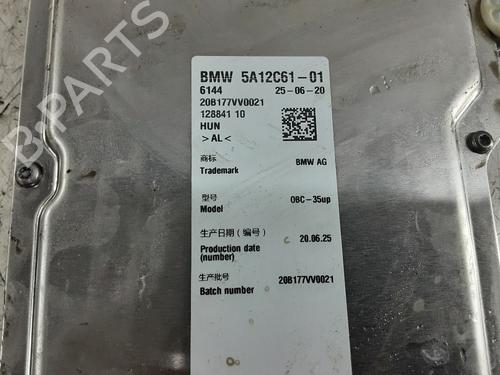 BMW 5A12C61-01
6144 25-06-20
20B177VV0021
128841 10
HUN
>AL<
商标
Trademark BMW AG
型号
Model OBC-35up
生产日期（编号）
Production date 20.06.25
(number)
生产批号
Batch number 20B177VV0021
B-PARTS